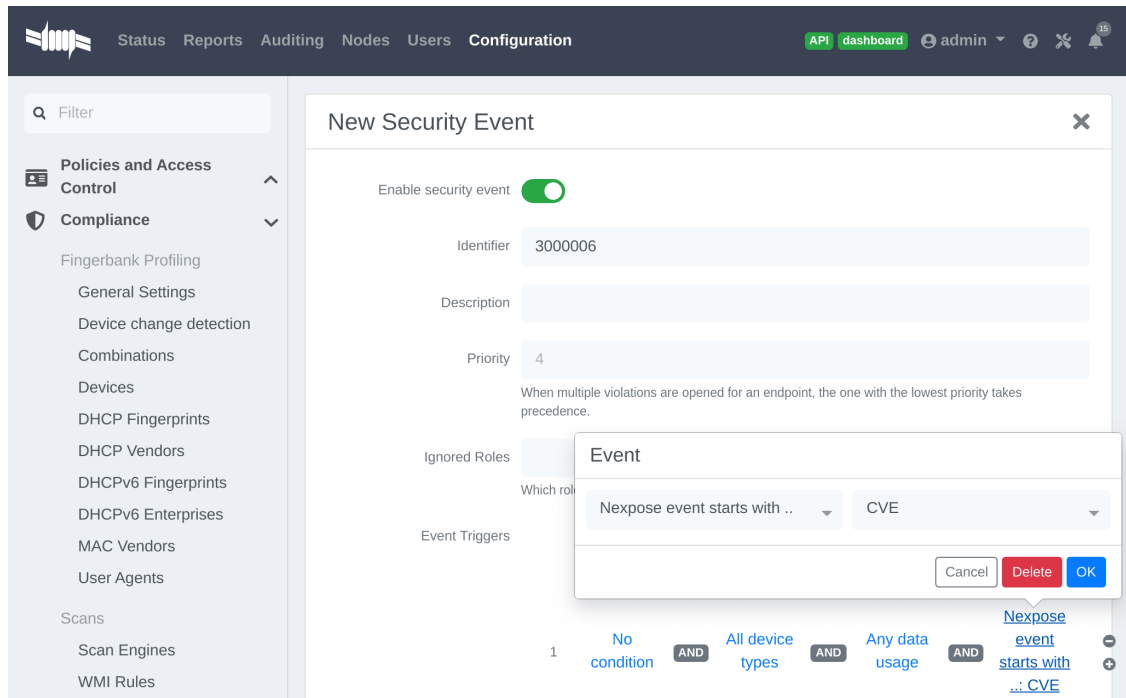 Status Reports Auditing Nodes Users Configuration API dashboard admin 15
Filter
New Security Event
Policies and Access
Control
Compliance
Fingerbank Profiling
General Settings
Device change detection
Combinations
Devices
DHCP Fingerprints
DHCP Vendors
DHCPv6 Fingerprints
DHCPv6 Enterprises
MAC Vendors
User Agents
Scans
Scan Engines
WMI Rules
Enable security event
Identifier 3000006
Description
Priority 4
When multiple violations are opened for an endpoint, the one with the lowest priority takes
precedence.
Ignored Roles
Which
Event Triggers
Event
Nexpose event starts with .. CVE
Cancel Delete OK
1
No
condition
AND
All device
types
AND
Any data
usage
AND
Nexpose
event
starts with
..: CVE